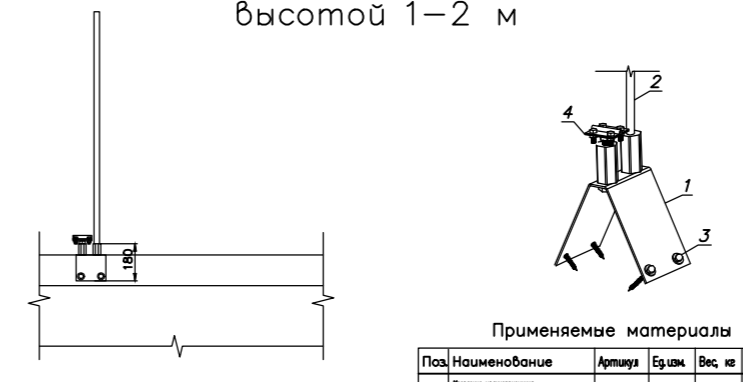 высотой 1–2 м
2
4
1
3
180
Применяемые материалы
Поз. Наименование Артикул Ед.изм. Вес, кг